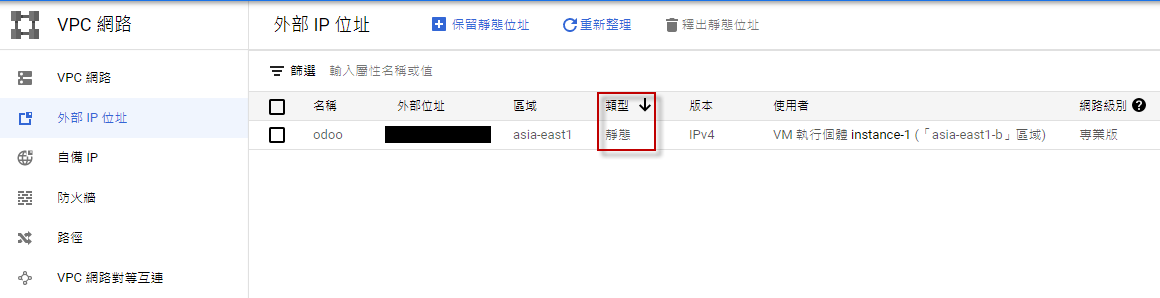 VPC 網路
外部 IP 位址
保留靜態位址
重新整理
釋出靜態位址
VPC 網路
外部 IP 位址
自備 IP
防火牆
路徑
VPC 網路對等互連
篩選 輸入屬性名稱或值
名稱 外部位址 區域 類型 版本 使用者 網路級別
odoo asia-east1 靜態 IPv4 VM 執行個體 instance-1 (「asia-east1-b」區域) 專業版